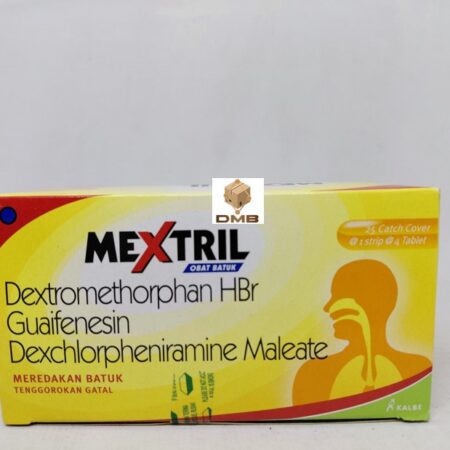 DMB
25 Catch Cover
@ 1 strip @ 4 Tablet
MEXTRIL
OBAT BATUK
Dextromethorphan HBr
Guaifenesin
Dexchlorpheniramine Maleate
MEREDAKAN BATUK
TENGGOROKAN GATAL
KALBE